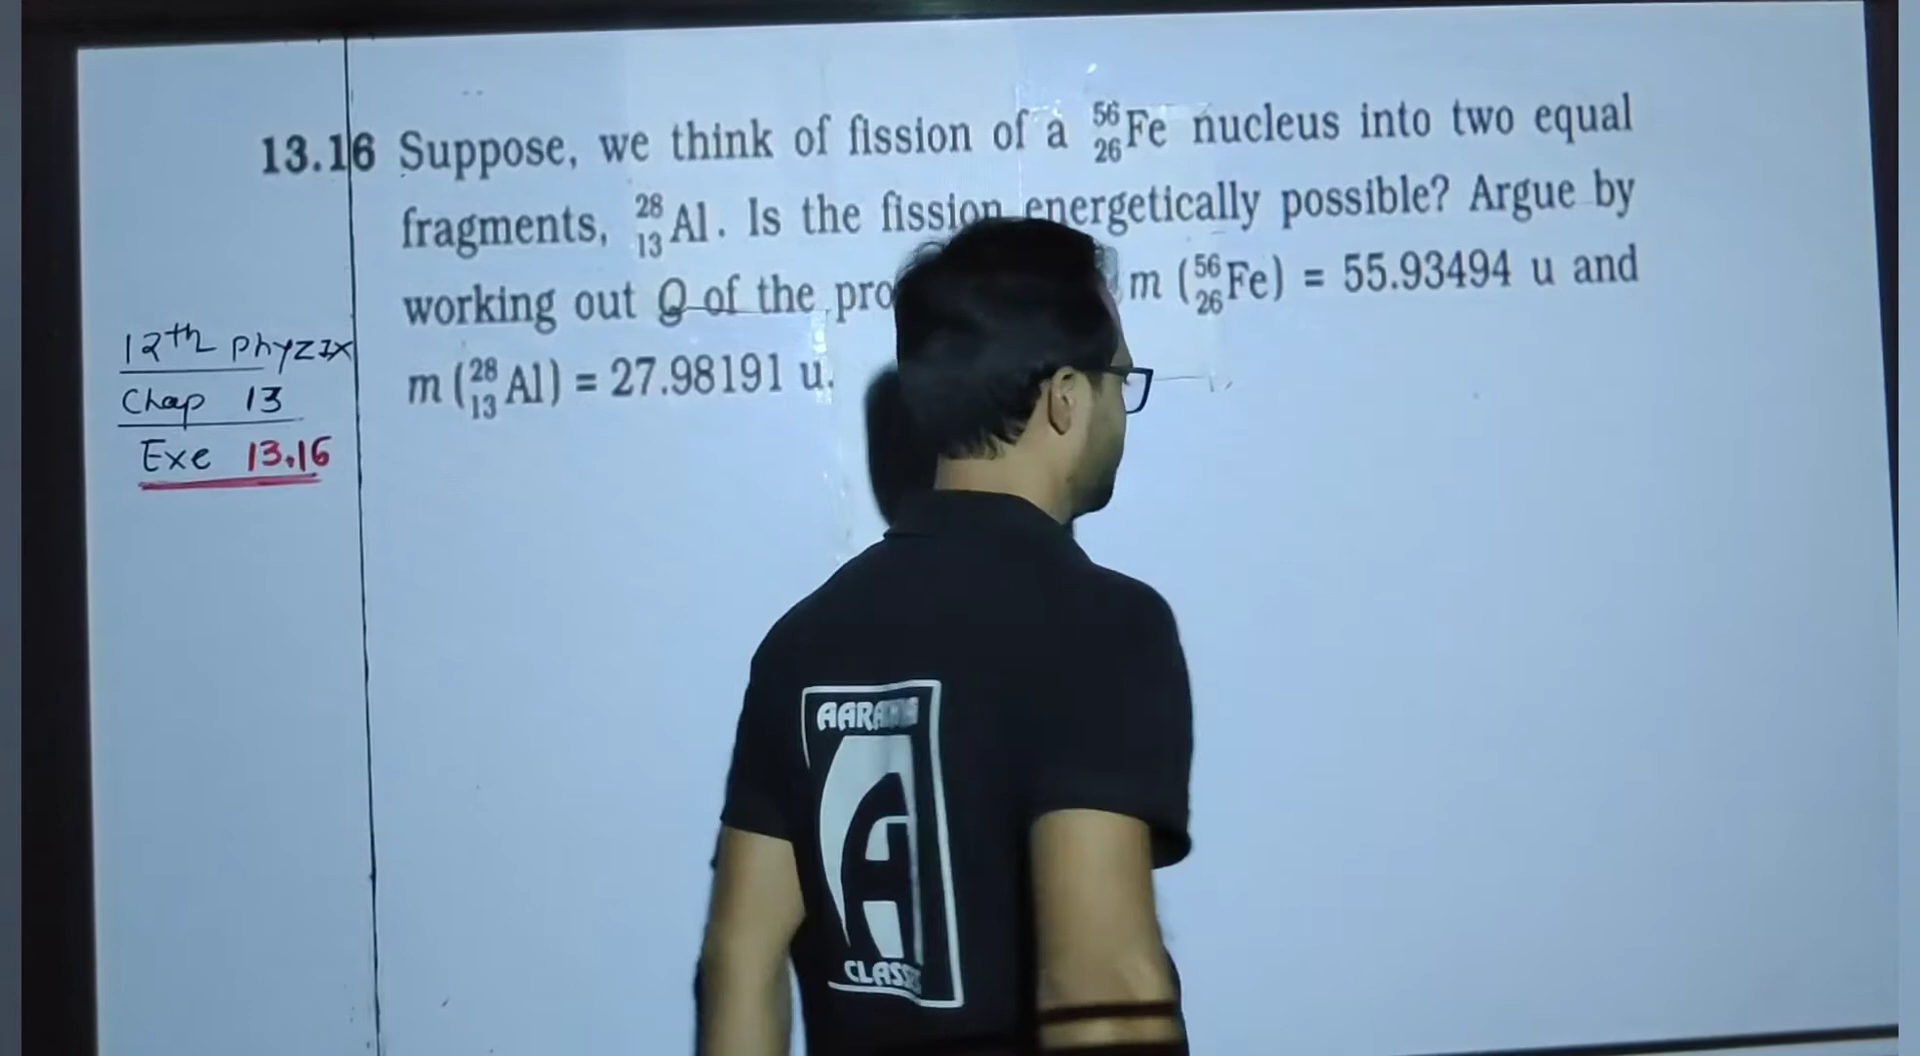 13.16 Suppose, we think of fission of a ⁵⁶₂₆Fe nucleus into two equal
fragments, ²⁸₁₃Al. Is the fission energetically possible? Argue by
working out Q of the pro m (⁵⁶₂₆Fe) = 55.93494 u and
m (²⁸₁₃Al) = 27.98191 u.
12th Phyzix
Chap 13
Exe 13.16
A
CLASSES